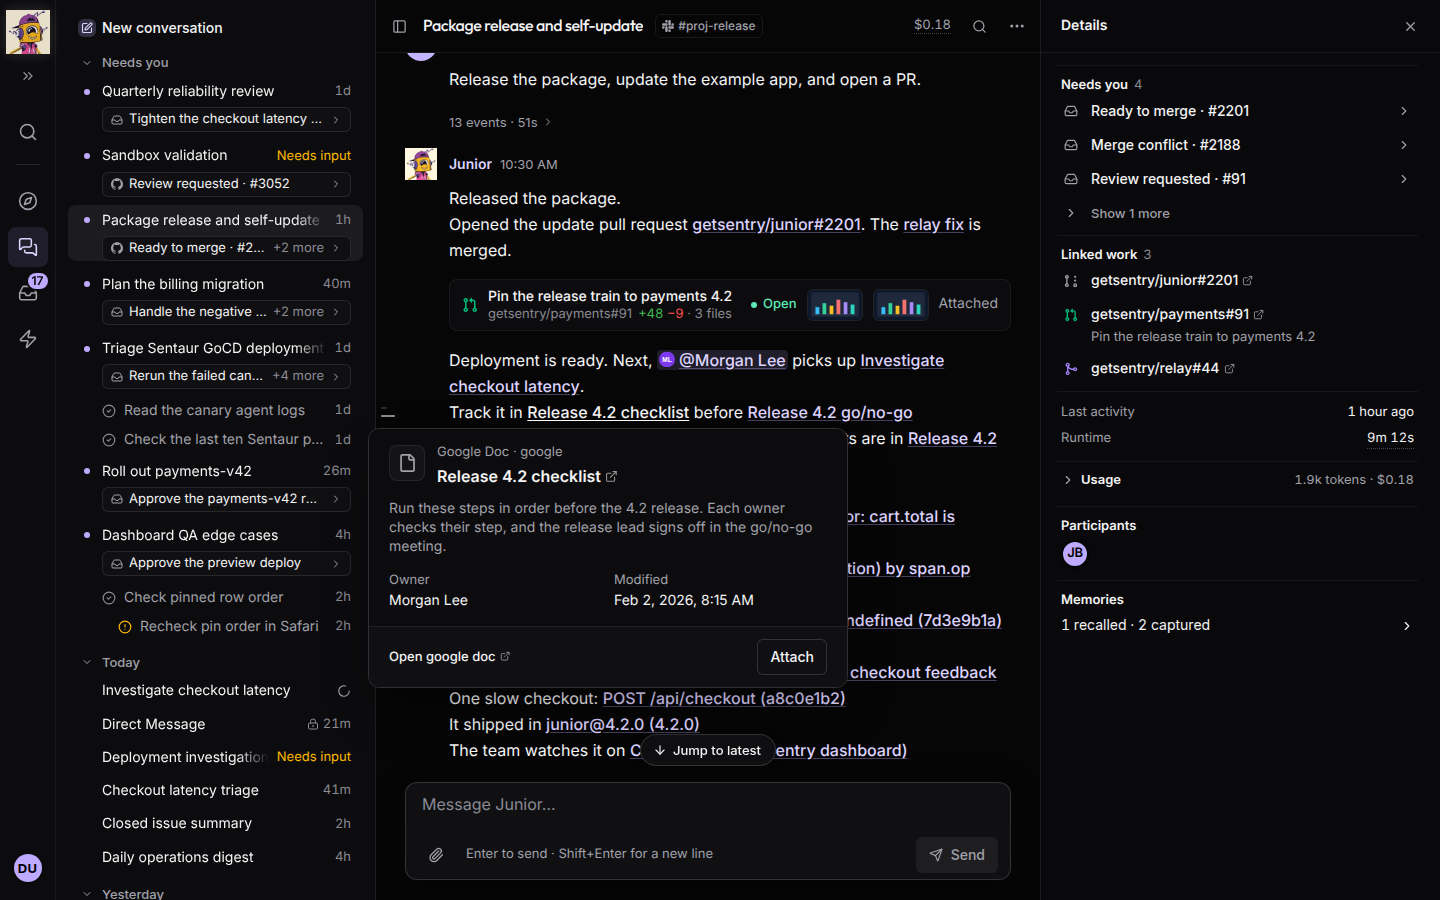 New conversation
Needs you
Quarterly reliability review 1d
Tighten the checkout latency ...
Sandbox validation Needs input
Review requested · #3052
Package release and self-update 1h
Ready to merge · #2... +2 more
Plan the billing migration 40m
Handle the negative ... +2 more
Triage Sentaur GoCD deployment 1d
Rerun the failed can... +4 more
Read the canary agent logs 1d
Check the last ten Sentaur p... 1d
Roll out payments-v42 26m
Approve the payments-v42 r...
Dashboard QA edge cases 4h
Approve the preview deploy
Check pinned row order 2h
Recheck pin order in Safari 2h
Today
Investigate checkout latency
Direct Message 21m
Deployment investigation Needs input
Checkout latency triage 41m
Closed issue summary 2h
Daily operations digest 4h
Yesterday
17
DU
Package release and self-update #proj-release $0.18
Release the package, update the example app, and open a PR.
13 events · 51s
Junior 10:30 AM
Released the package.
Opened the update pull request getsentry/junior#2201. The relay fix is
merged.
Pin the release train to payments 4.2
getsentry/payments#91 +48 −9 · 3 files
Open
Attached
Deployment is ready. Next, ML @Morgan Lee picks up Investigate
checkout latency.
Track it in Release 4.2 checklist before Release 4.2 go/no-go
ts are in Release 4.2
or: cart.total is
tion) by span.op
ndefined (7d3e9b1a)
checkout feedback
One slow checkout: POST /api/checkout (a8c0e1b2)
It shipped in junior@4.2.0 (4.2.0)
The team watches it on C entry dashboard)
Jump to latest
Google Doc · google
Release 4.2 checklist
Run these steps in order before the 4.2 release. Each owner
checks their step, and the release lead signs off in the go/no-go
meeting.
Owner Modified
Morgan Lee Feb 2, 2026, 8:15 AM
Open google doc Attach
Message Junior...
Enter to send · Shift+Enter for a new line Send
Details
Needs you 4
Ready to merge · #2201
Merge conflict · #2188
Review requested · #91
Show 1 more
Linked work 3
getsentry/junior#2201
getsentry/payments#91
Pin the release train to payments 4.2
getsentry/relay#44
Last activity 1 hour ago
Runtime 9m 12s
Usage 1.9k tokens · $0.18
Participants
JB
Memories
1 recalled · 2 captured